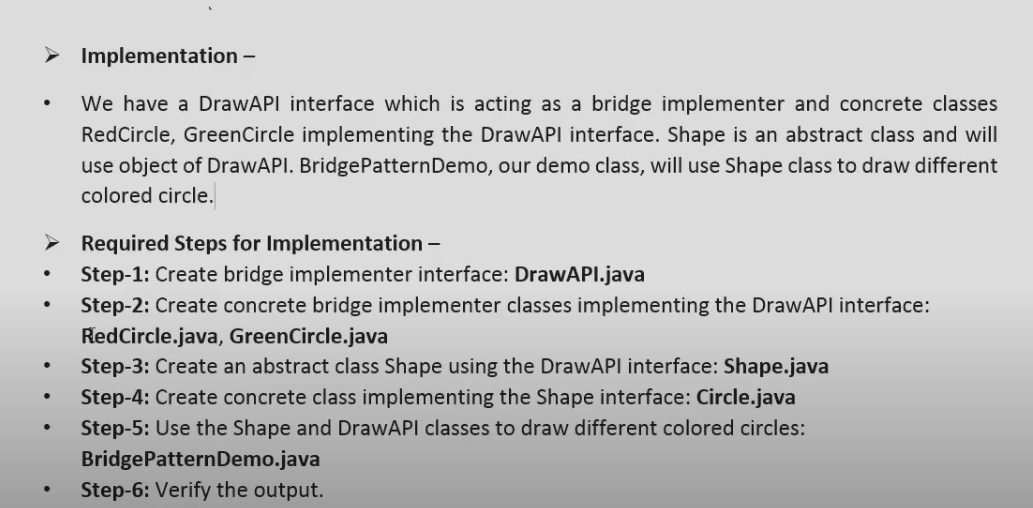 ➢ Implementation –
• We have a DrawAPI interface which is acting as a bridge implementer and concrete classes
RedCircle, GreenCircle implementing the DrawAPI interface. Shape is an abstract class and will
use object of DrawAPI. BridgePatternDemo, our demo class, will use Shape class to draw different
colored circle.
➢ Required Steps for Implementation –
• Step-1: Create bridge implementer interface: DrawAPI.java
• Step-2: Create concrete bridge implementer classes implementing the DrawAPI interface:
RedCircle.java, GreenCircle.java
• Step-3: Create an abstract class Shape using the DrawAPI interface: Shape.java
• Step-4: Create concrete class implementing the Shape interface: Circle.java
• Step-5: Use the Shape and DrawAPI classes to draw different colored circles:
BridgePatternDemo.java
• Step-6: Verify the output.